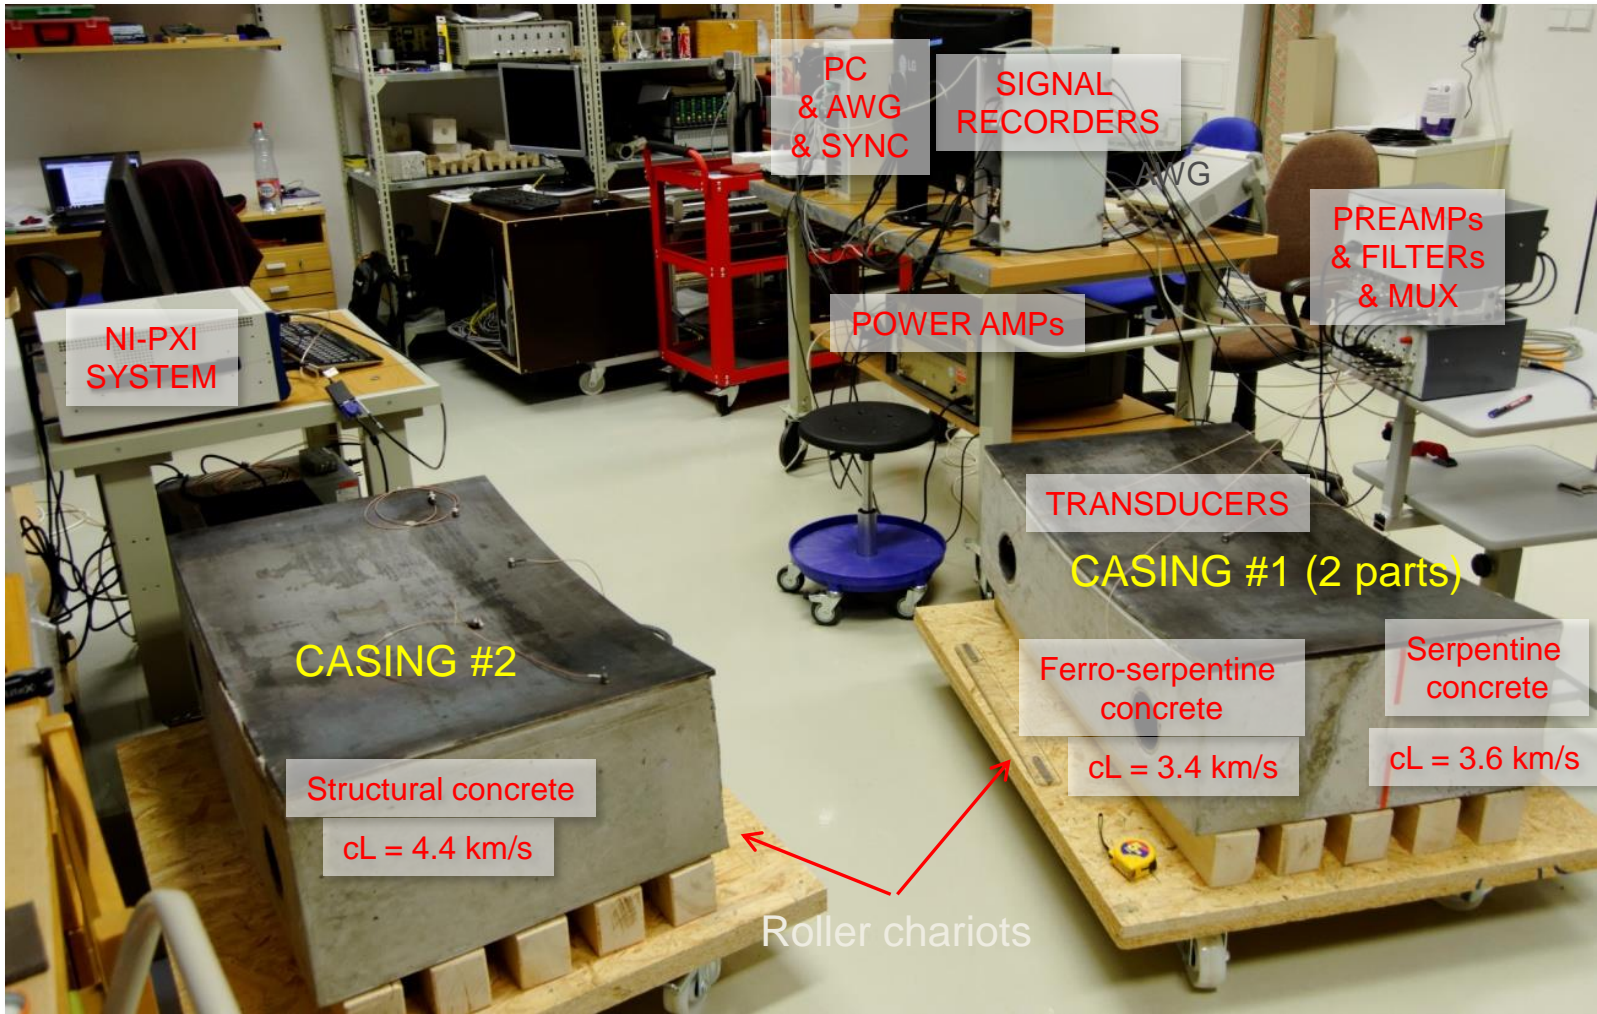 PC
& AWG
& SYNC
SIGNAL
RECORDERS
AWG
PREAMPs
& FILTERs
& MUX
POWER AMPs
NI-PXI
SYSTEM
TRANSDUCERS
CASING #1 (2 parts)
CASING #2
Ferro-serpentine
concrete
cL = 3.4 km/s
Serpentine
concrete
cL = 3.6 km/s
Structural concrete
cL = 4.4 km/s
Roller chariots
LG